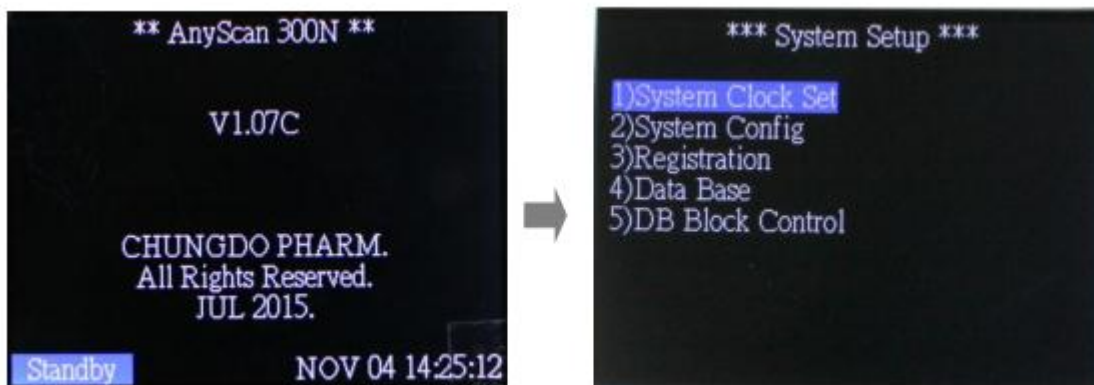 ** AnyScan 300N **
V1.07C
CHUNGDO PHARM.
All Rights Reserved.
JUL 2015.
Standby
NOV 04 14:25:12
*** System Setup ***
1)System Clock Set
2)System Config
3)Registration
4)Data Base
5)DB Block Control